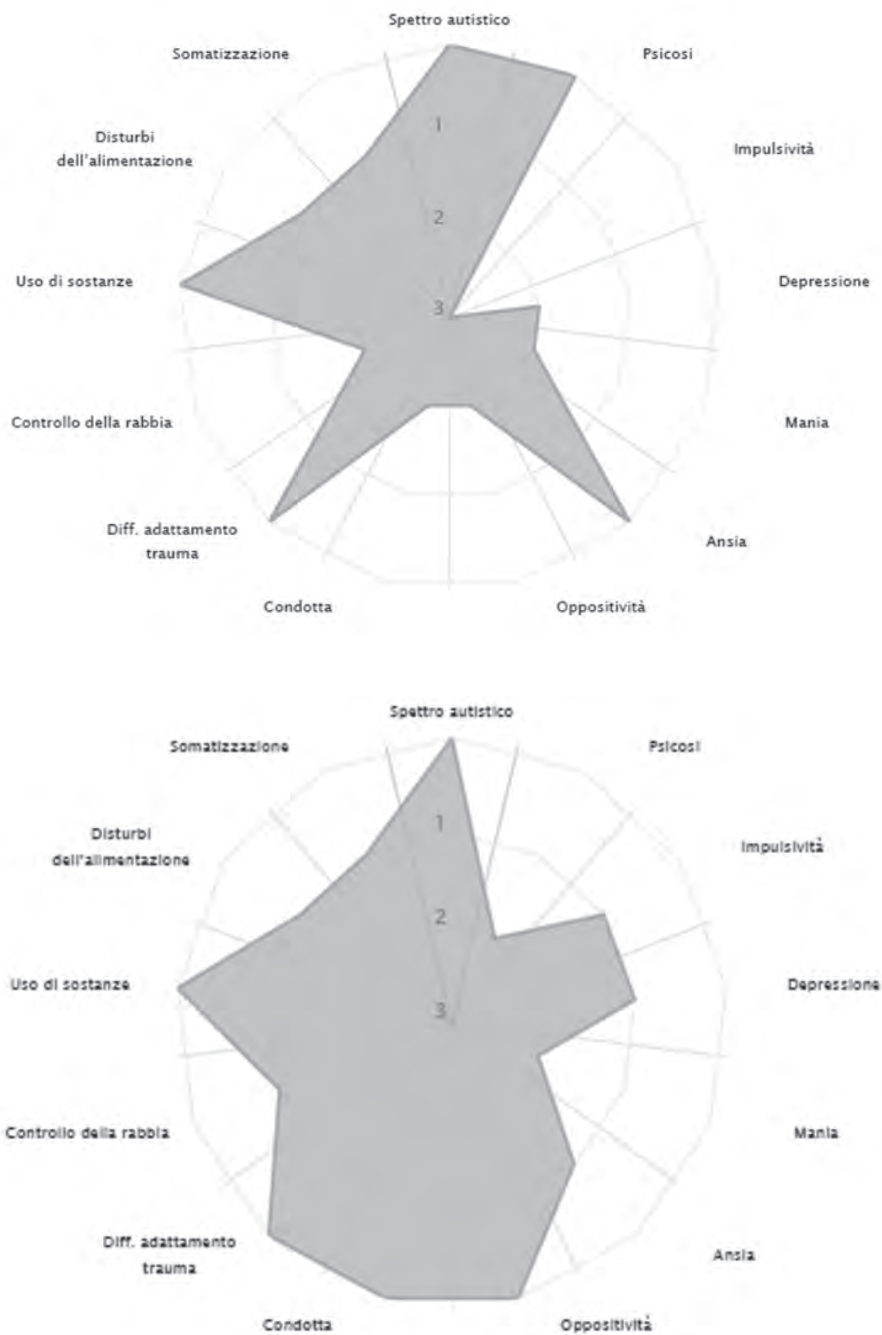 Spettro autistico
Somatizzazione
Psicosi
1
Disturbi
dell'alimentazione
Impulsività
2
Uso di sostanze
Depressione
3
Controllo della rabbia
Mania
Diff. adattamento
trauma
Ansia
Condotta
Oppositività
Spettro autistico
Somatizzazione
Psicosi
1
Disturbi
dell'alimentazione
Impulsività
2
Uso di sostanze
Depressione
3
Controllo della rabbia
Mania
Diff. adattamento
trauma
Ansia
Condotta
Oppositività